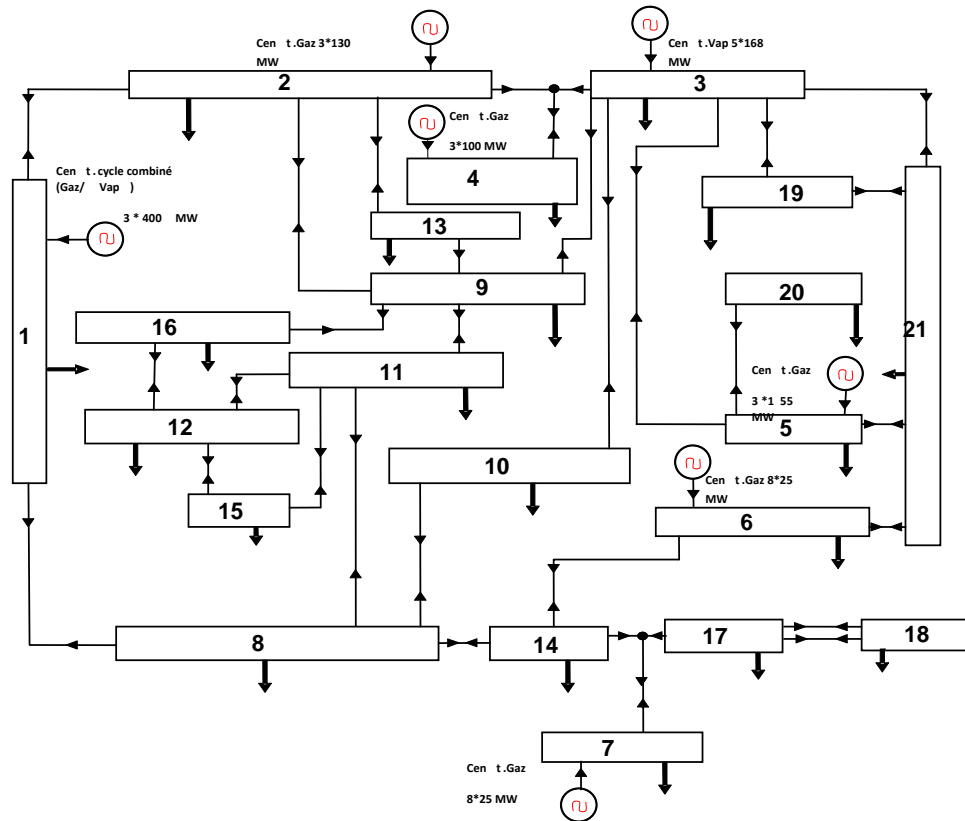 Cen t .Gaz 3*130
MW
Cen t .Vap 5*168
MW
2
3
Cen t .Gaz
3*100 MW
4
Cen t .cycle combiné
(Gaz/ Vap )
3 * 400 MW
19
13
9
20
16
1
21
11
Cen t .Gaz
3 *1 55
MW
12
5
10
Cen t .Gaz 8*25
MW
15
6
8
14
17
18
7
Cen t .Gaz
8*25 MW